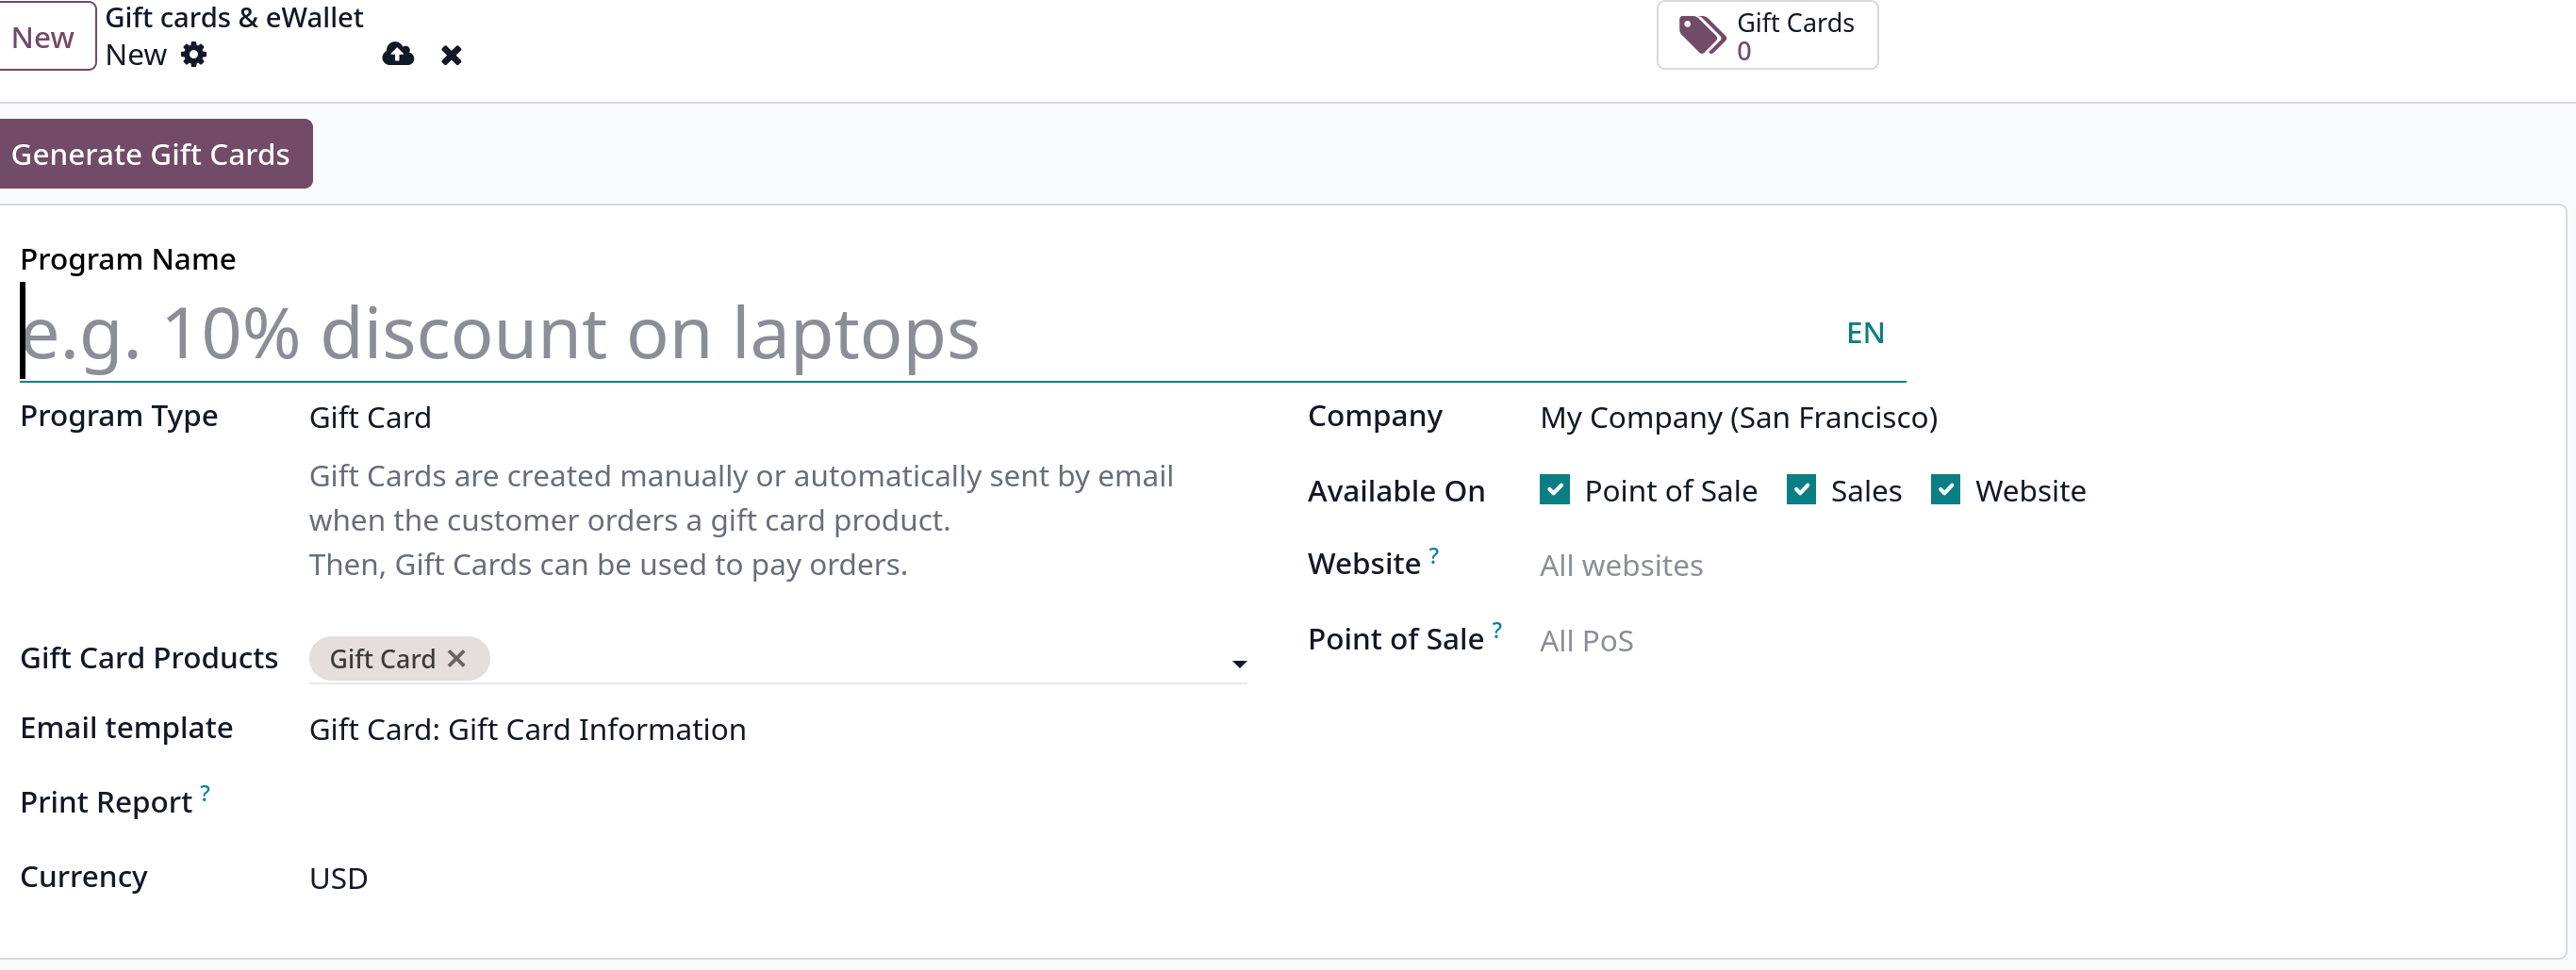 New
Gift cards & eWallet
New
Gift Cards
0
Generate Gift Cards
Program Name
e.g. 10% discount on laptops
EN
Program Type
Gift Card
Gift Cards are created manually or automatically sent by email
when the customer orders a gift card product.
Then, Gift Cards can be used to pay orders.
Gift Card Products
Gift Card
Email template
Gift Card: Gift Card Information
Print Report ?
Currency
USD
Company
My Company (San Francisco)
Available On
Point of Sale Sales Website
Website ?
All websites
Point of Sale ?
All PoS